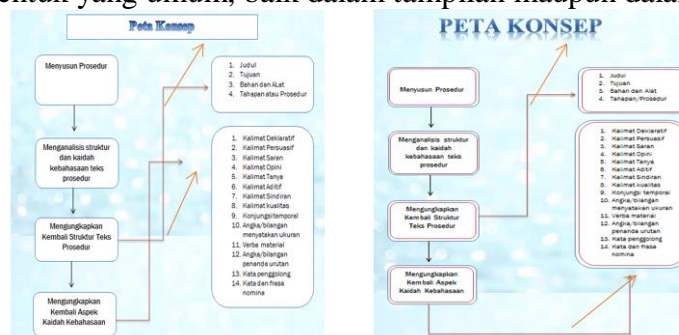 entuk yang umum, baik dalam tampilan maupun dalam
Peta Konsep
Menyusun Prosedur
1. Judul
2. Tujuan
3. Bahan dan ALat
4. Tahapan atau Prosedur
Menganalisis struktur
dan kaidah
kebahasaan teks
prosedur
1. Kalimat Deklaratif
2. Kalimat Persuasif
3. Kalimat Saran
4. Kalimat Opini
5. Kalimat Tanya
6. Kalimat Aditif
7. Kalimat Sindiran
8. Kalimat kualitas
9. Konjungsi temporal
10. Angka/bilangan
menyatakan ukuran
11. Verba material
12. Angka/bilangan
penanda urutan
13. Kata penggolong
14. Kata dan frasa
nomina
Mengungkapkan
Kembali Struktur Teks
Prosedur
Mengungkapkan
Kembali Aspek
Kaidah Kebahasaan
PETA KONSEP
Menyusun Prosedur
1. Judul
2. Tujuan
3. Bahan dan Alat
4. Tahapan/Prosedur
Menganalisis struktur
dan kaidah
kebahasaan teks
prosedur
1. Kalimat Deklaratif
2. Kalimat Persuasif
3. Kalimat Saran
4. Kalimat Opini
5. Kalimat Tanya
6. Kalimat Aditif
7. Kalimat Sindiran
8. Kalimat kualitas
9. Konjungsi temporal
10. Angka/bilangan
menyatakan ukuran
11. Verba material
12. Angka/bilangan
penanda urutan
13. Kata penggolong
14. Kata dan frasa
nomina
Mengungkapkan
Kembali Struktur
Teks Prosedur
Mengungkapkan
Kembali Aspek
Kaidah Kebahasaan